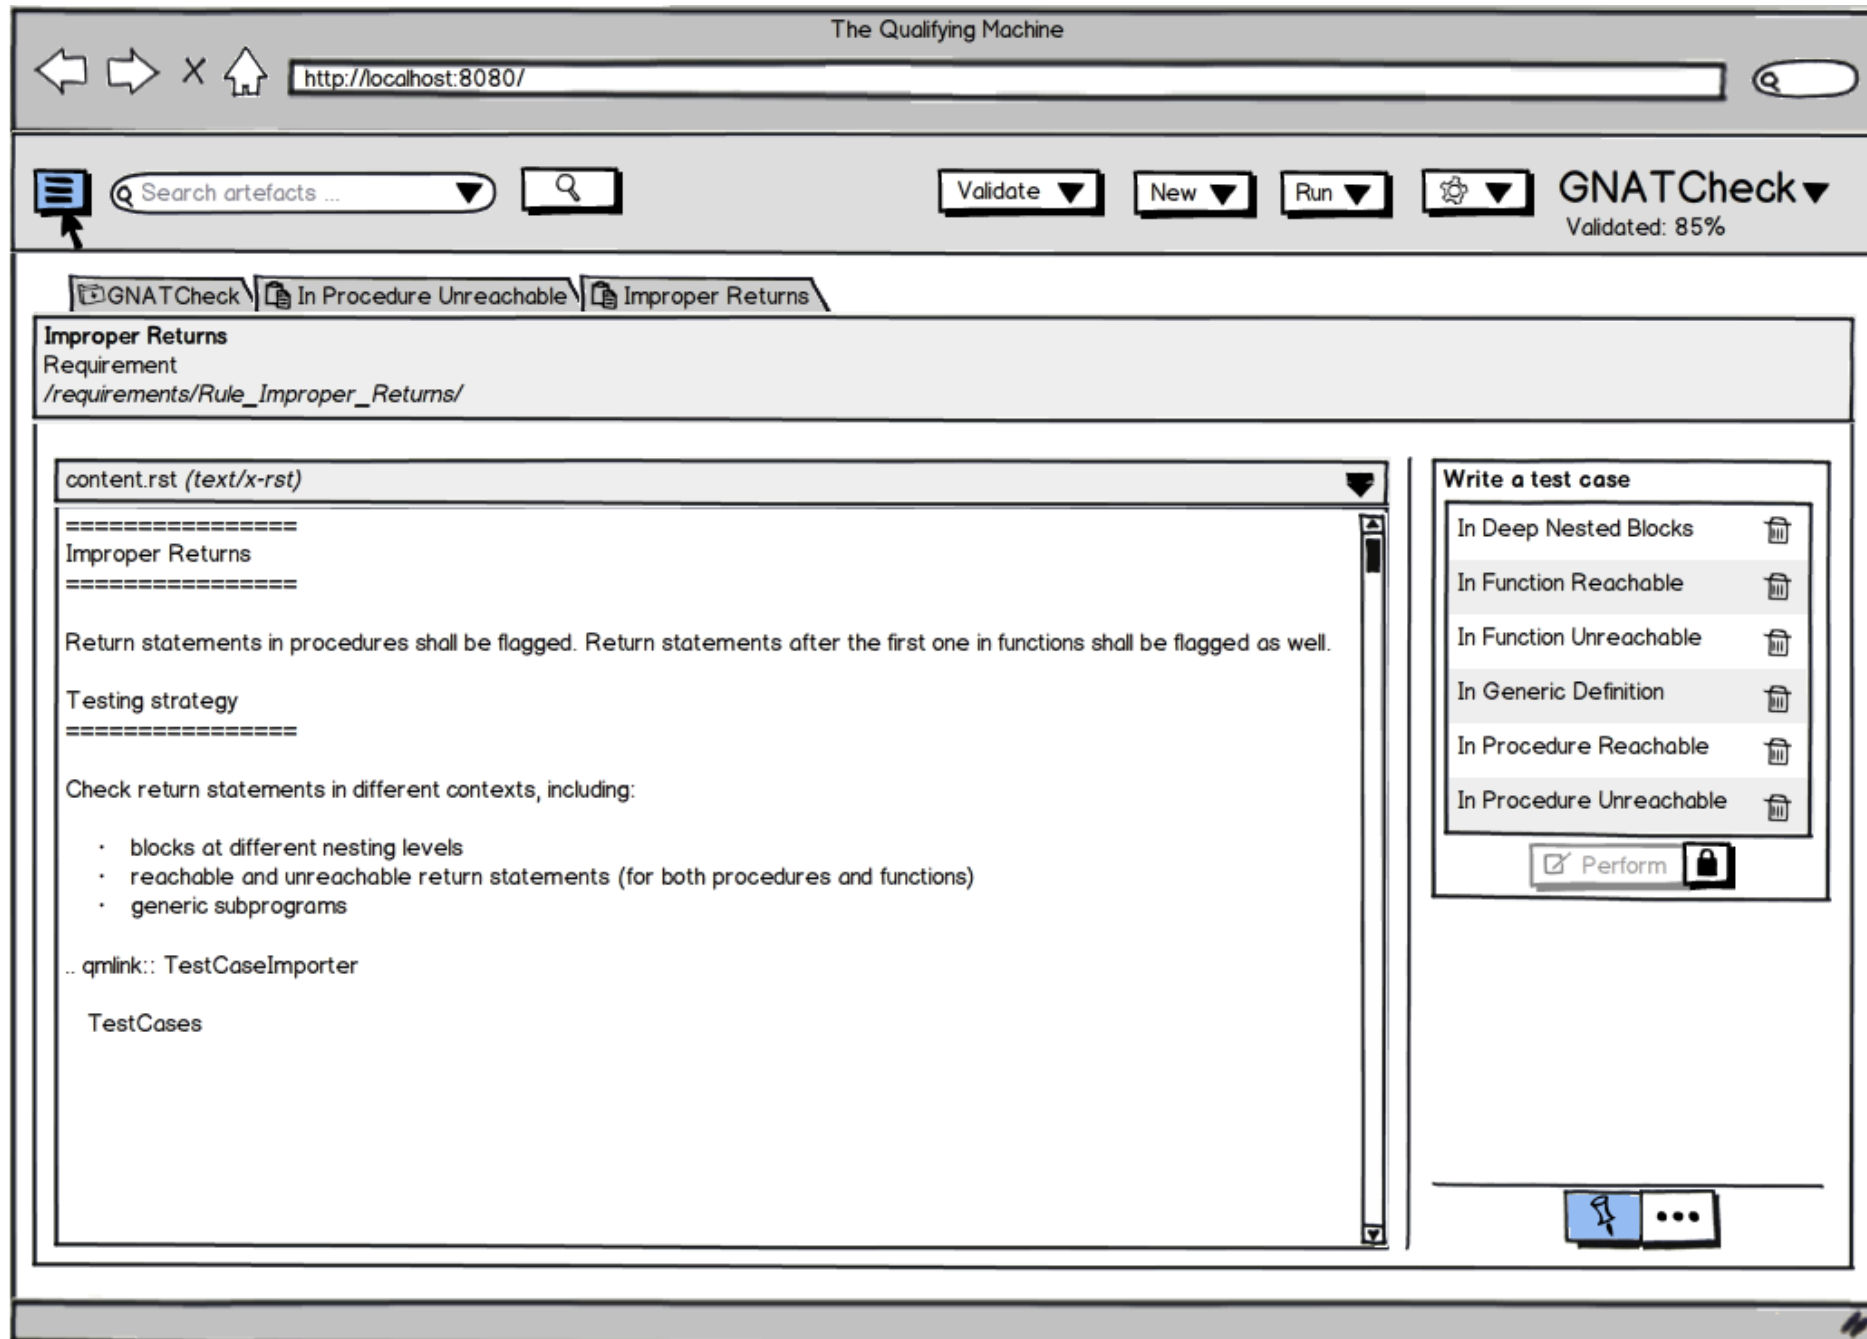 The Qualifying Machine
http://localhost:8080/
Search artefacts ...
Validate
New
Run
GNATCheck
Validated: 85%
GNATCheck
In Procedure Unreachable
Improper Returns
Improper Returns
Requirement
/requirements/Rule_Improper_Returns/
content.rst (text/x-rst)
================
Improper Returns
================
Return statements in procedures shall be flagged. Return statements after the first one in functions shall be flagged as well.
Testing strategy
================
Check return statements in different contexts, including:
· blocks at different nesting levels
· reachable and unreachable return statements (for both procedures and functions)
· generic subprograms
.. qmlink:: TestCaseImporter
TestCases
Write a test case
In Deep Nested Blocks
In Function Reachable
In Function Unreachable
In Generic Definition
In Procedure Reachable
In Procedure Unreachable
Perform